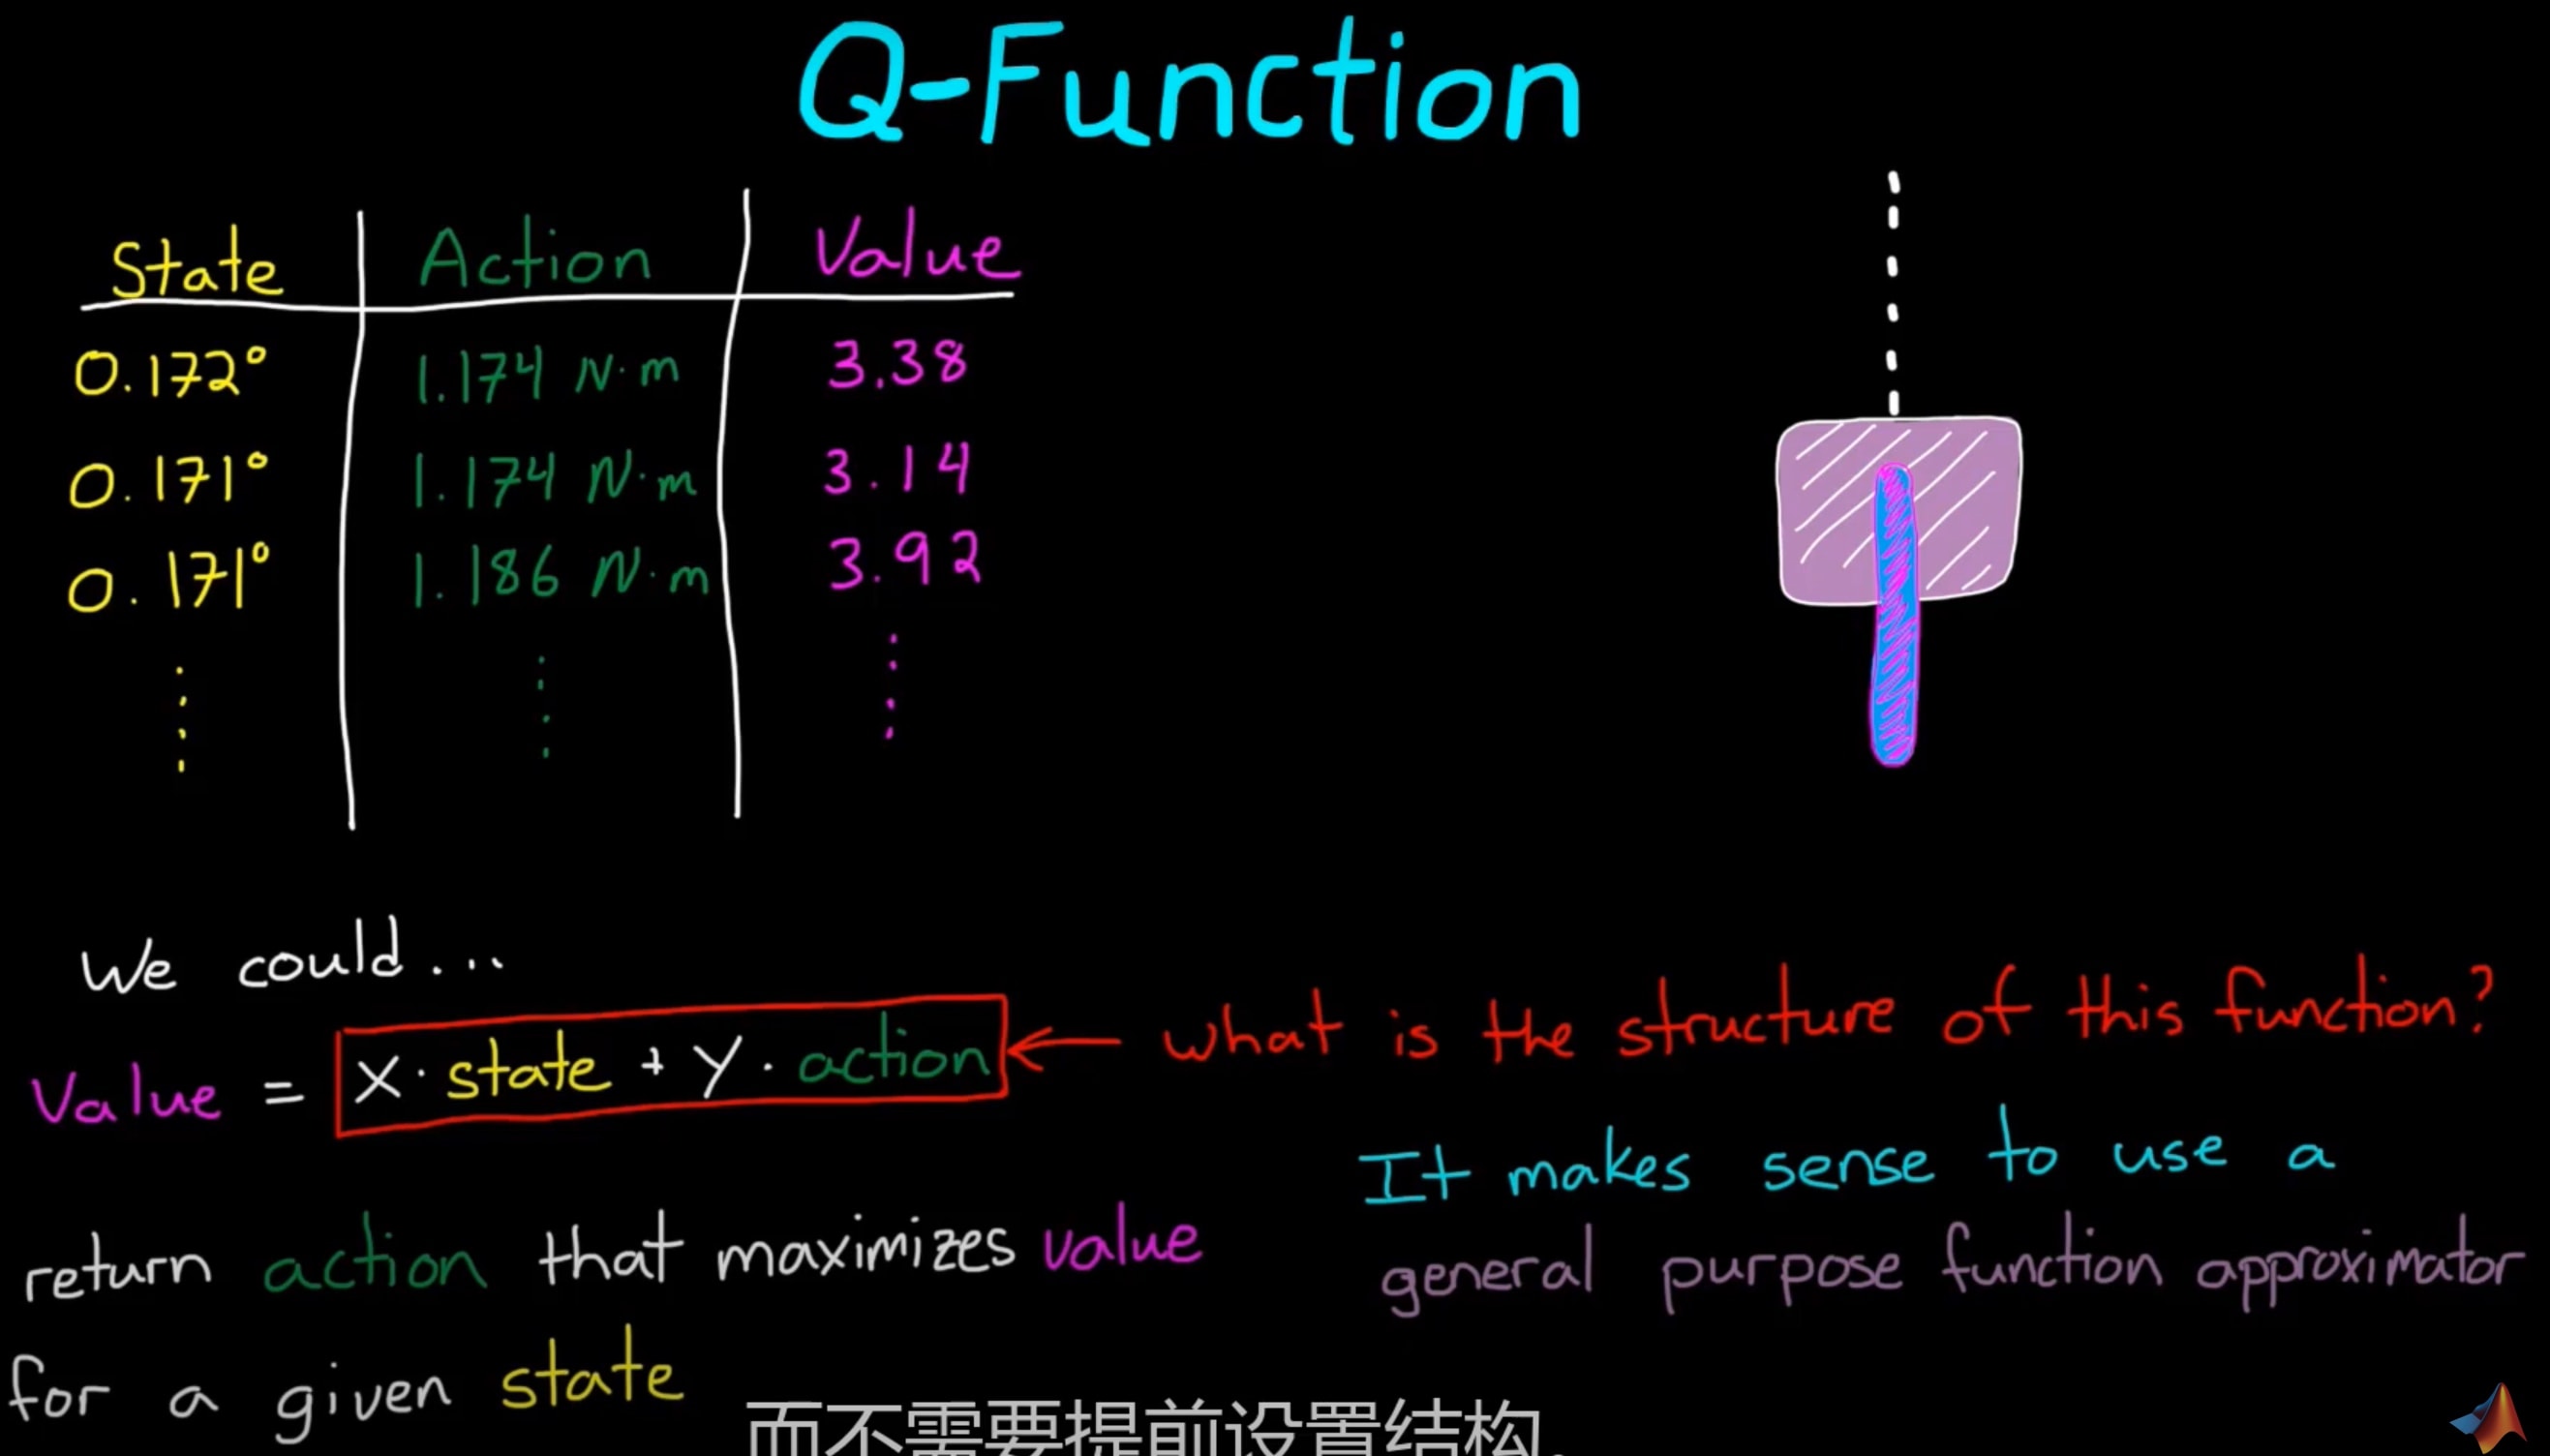 Q-Function
State Action Value
0.172° 1.174 N·m 3.38
0.171° 1.174 N·m 3.14
0.171° 1.186 N·m 3.92
We could...
Value = X · state + Y · action ← what is the structure of this function?
It makes sense to use a
general purpose function approximator
return action that maximizes value
for a given state
而不需要提前设置结构。